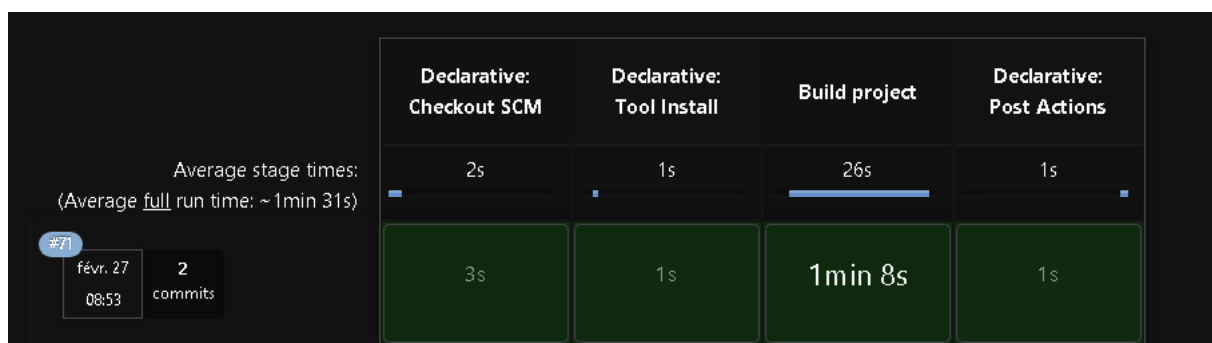 Declarative:
Checkout SCM
Declarative:
Tool Install
Build project
Declarative:
Post Actions
Average stage times:
(Average full run time: ~1min 31s)
2s
1s
26s
1s
#71
févr. 27
08:53
2
commits
3s
1s
1min 8s
1s